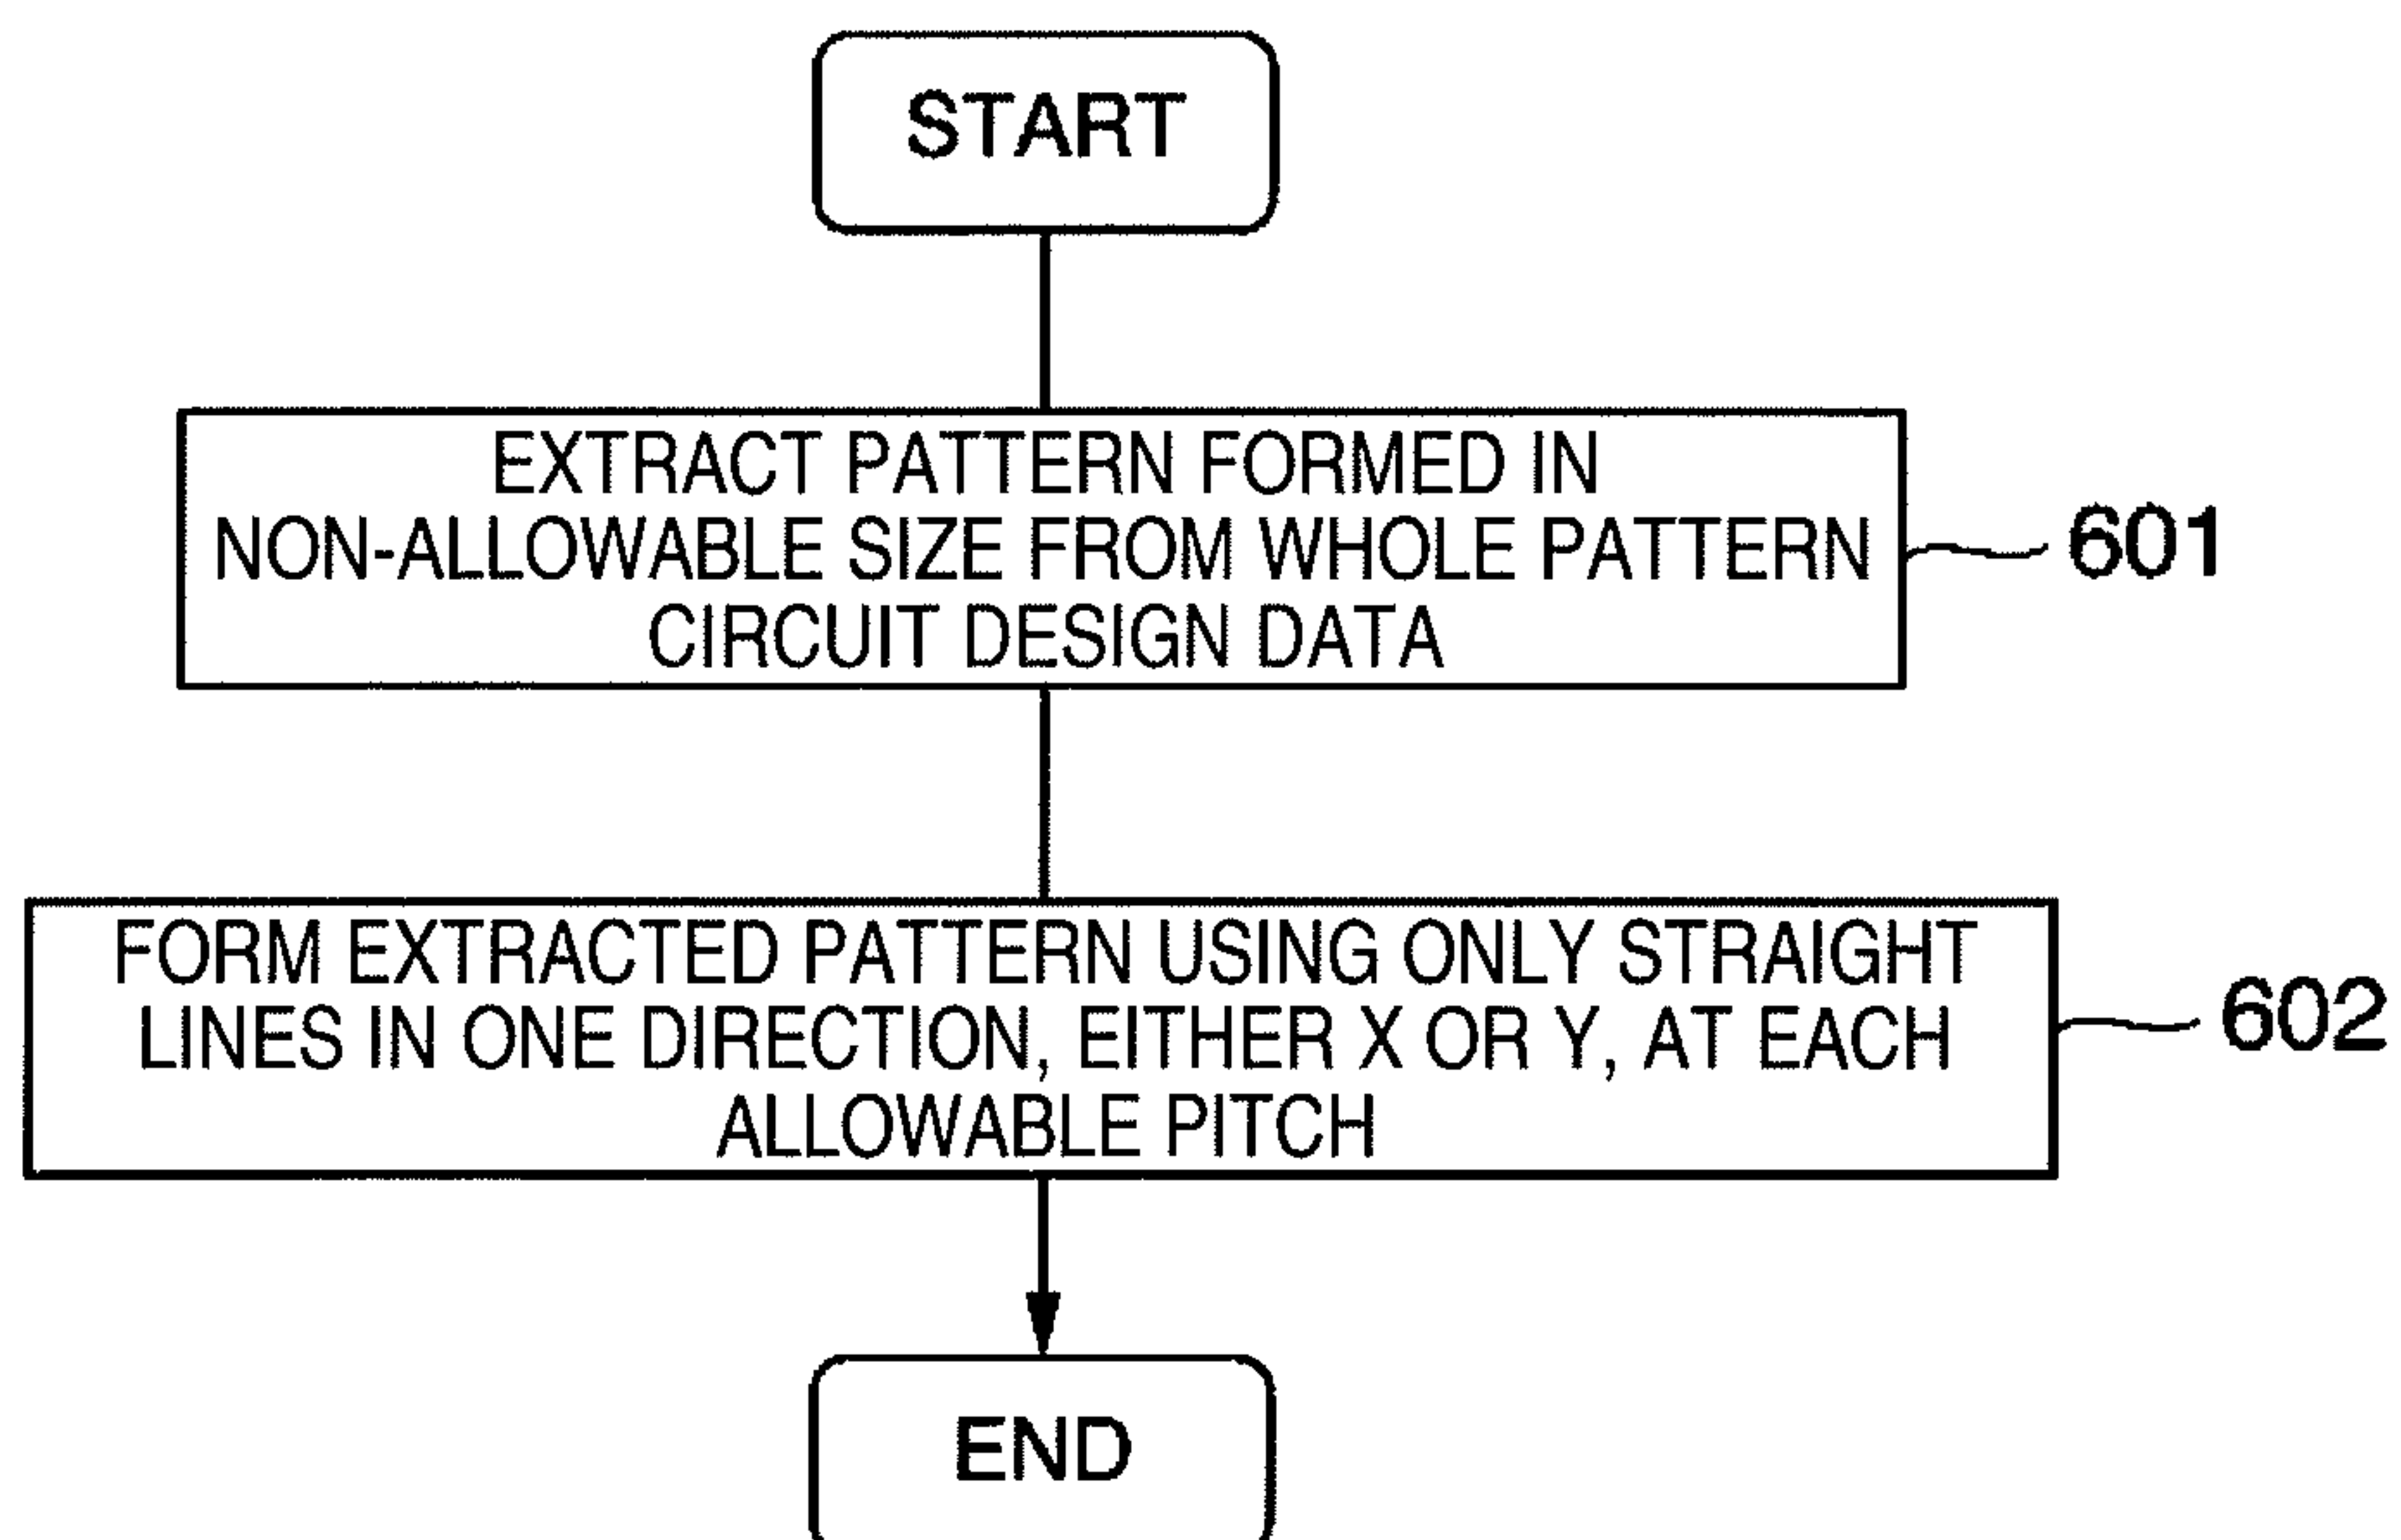 START
EXTRACT PATTERN FORMED IN
NON-ALLOWABLE SIZE FROM WHOLE PATTERN
CIRCUIT DESIGN DATA
601
FORM EXTRACTED PATTERN USING ONLY STRAIGHT
LINES IN ONE DIRECTION, EITHER X OR Y, AT EACH
ALLOWABLE PITCH
602
END